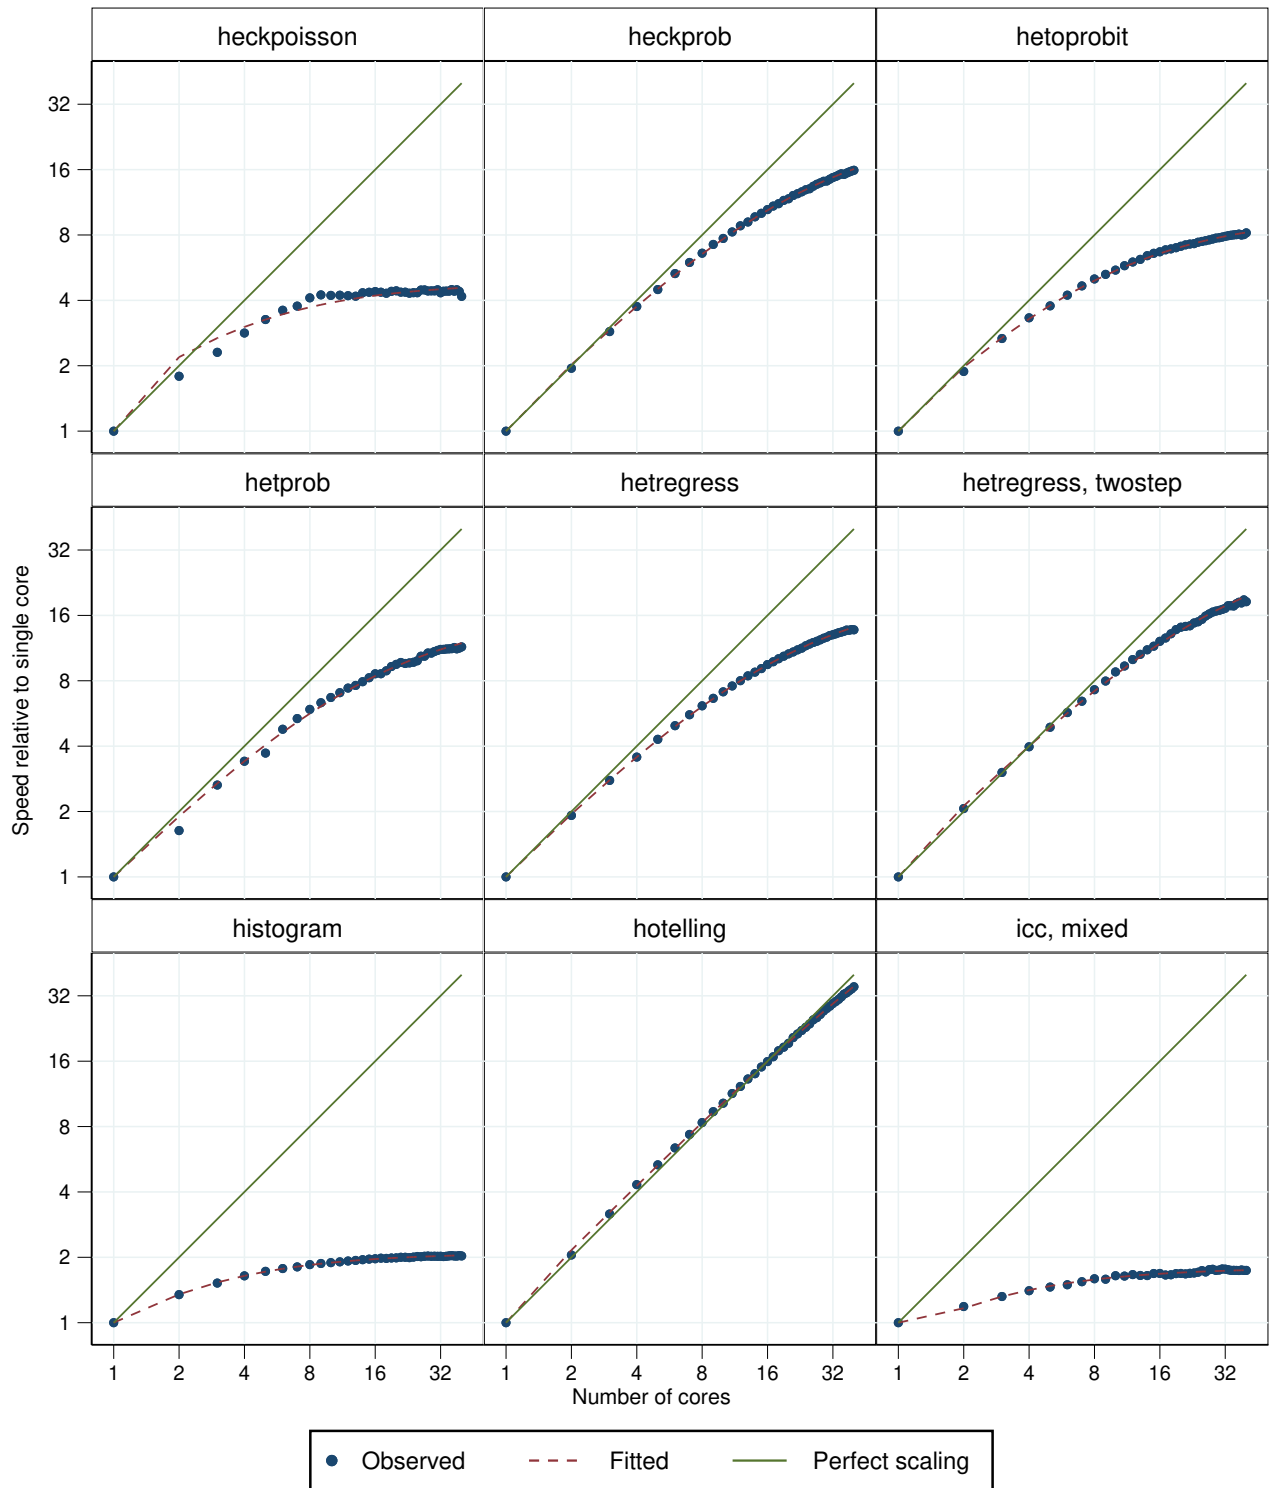 heckpoisson heckprob hetoprobit
32
16
8
4
2
1
hetprob hetregress hetregress, twostep
32
16
8
4
2
1
Speed relative to single core
histogram hotelling icc, mixed
32
16
8
4
2
1
1 2 4 8 16 32 1 2 4 8 16 32 1 2 4 8 16 32
Number of cores
Observed Fitted Perfect scaling